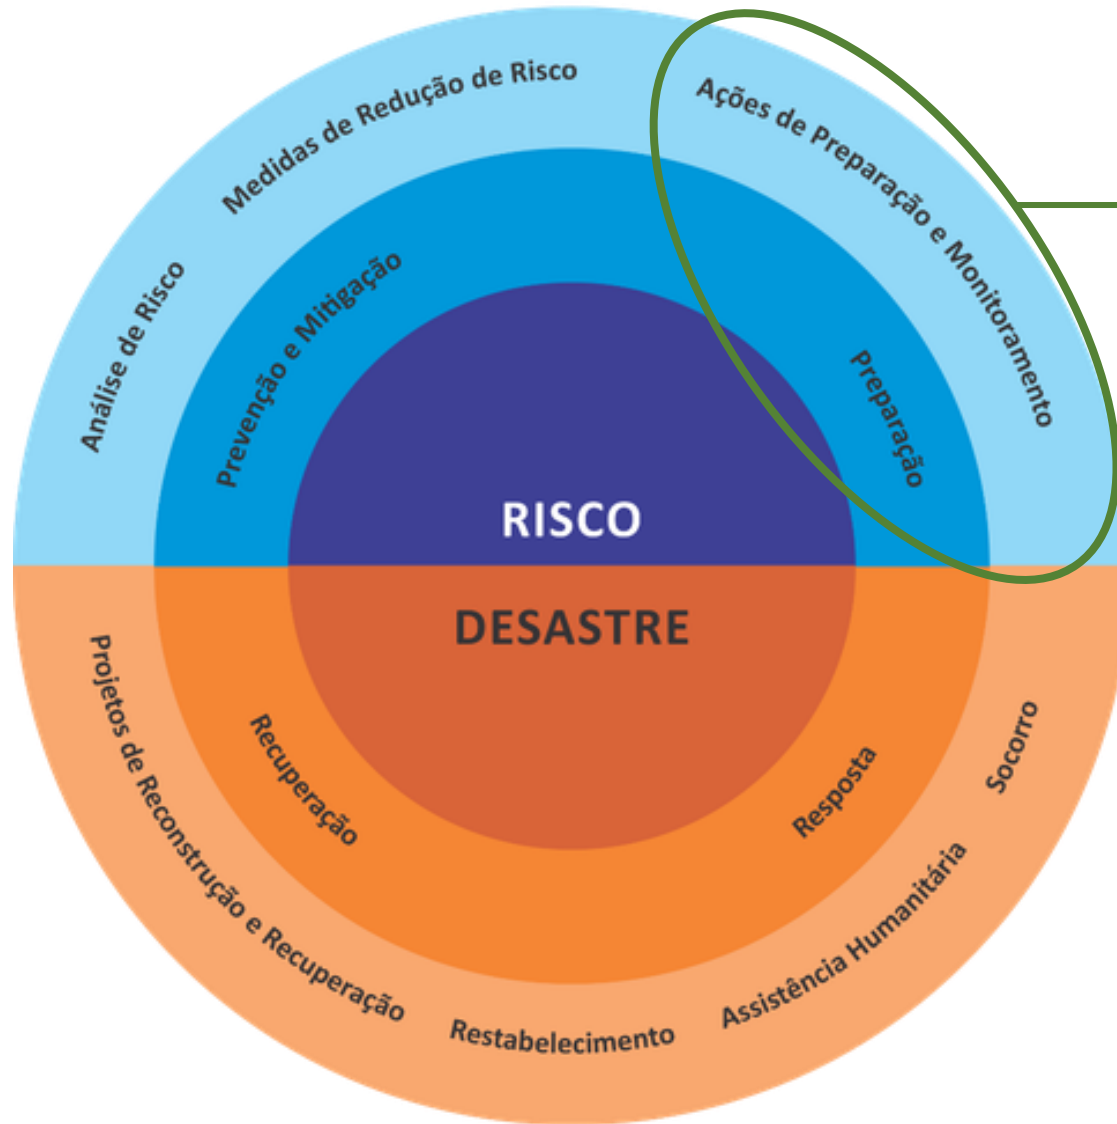 Medidas de Redução de Risco
Ações de Preparação e Monitoramento
Análise de Risco
Prevenção e Mitigação
Preparação
RISCO
DESASTRE
Recuperação
Resposta
Socorro
Projetos de Reconstrução e Recuperação
Assistência Humanitária
Restabelecimento